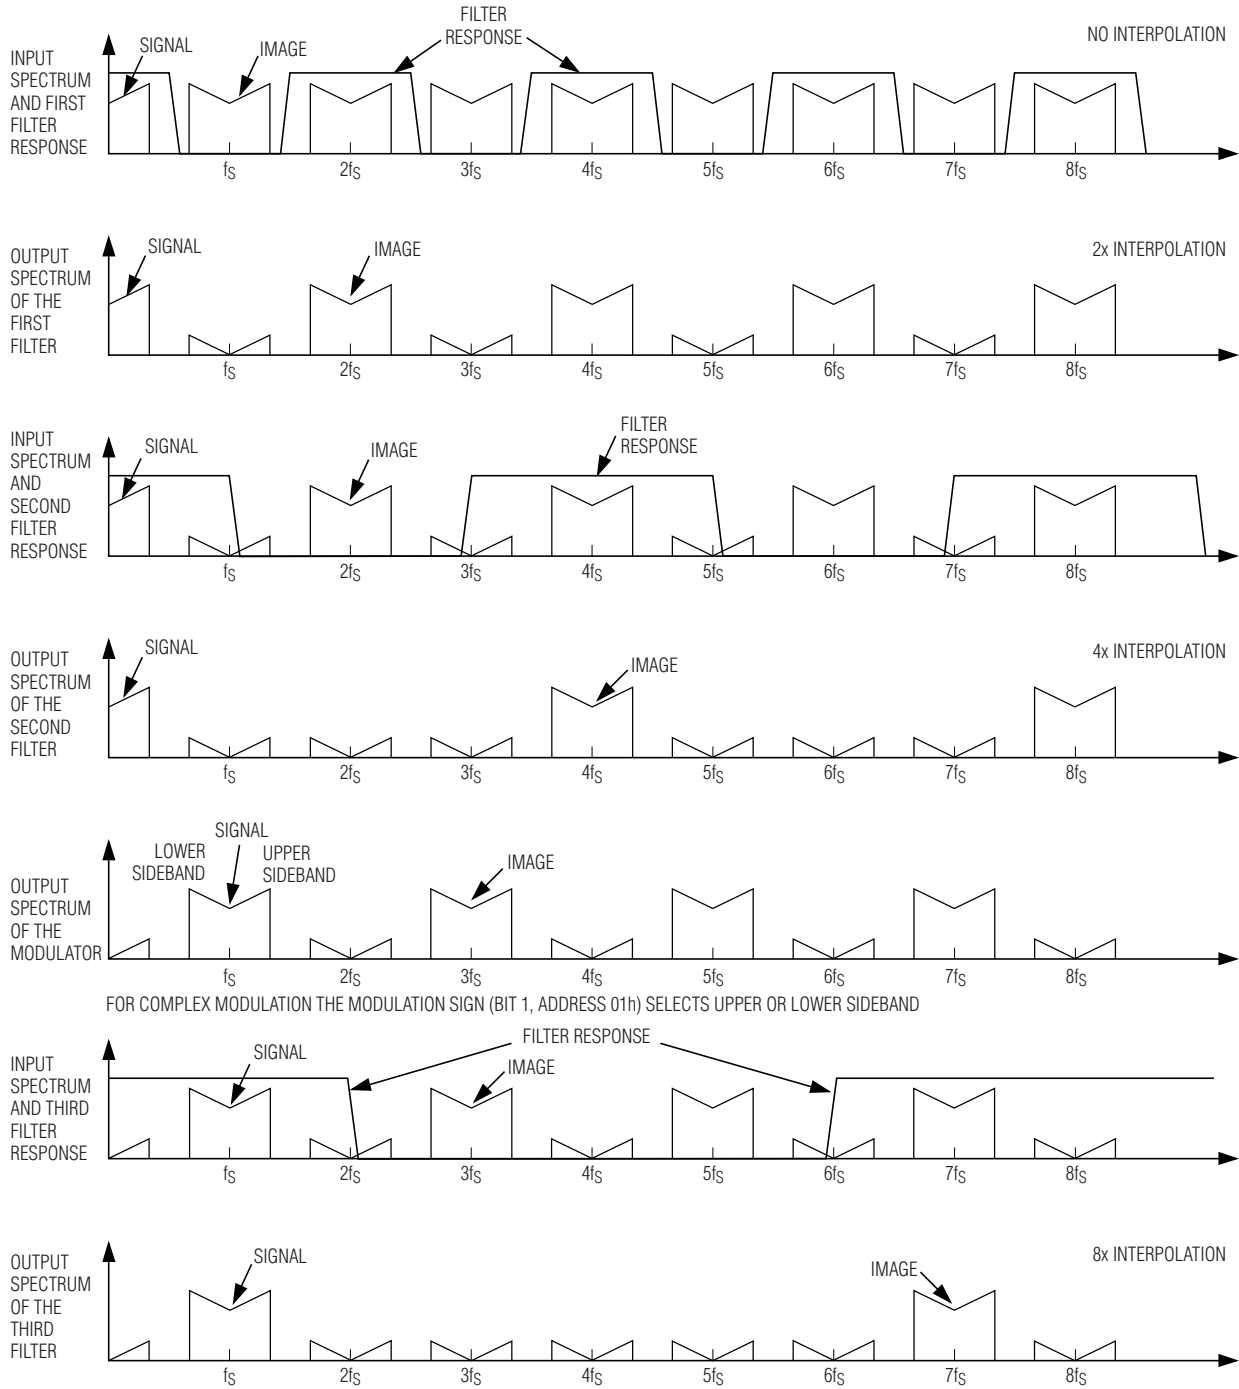 FILTER
RESPONSE
NO INTERPOLATION
SIGNAL
IMAGE
INPUT
SPECTRUM
AND FIRST
FILTER
RESPONSE
fS
2fS
3fS
4fS
5fS
6fS
7fS
8fS
SIGNAL
IMAGE
2x INTERPOLATION
OUTPUT
SPECTRUM
OF THE
FIRST
FILTER
fS
2fS
3fS
4fS
5fS
6fS
7fS
8fS
FILTER
RESPONSE
SIGNAL
IMAGE
INPUT
SPECTRUM
AND
SECOND
FILTER
RESPONSE
fS
2fS
3fS
4fS
5fS
6fS
7fS
8fS
SIGNAL
IMAGE
4x INTERPOLATION
OUTPUT
SPECTRUM
OF THE
SECOND
FILTER
fS
2fS
3fS
4fS
5fS
6fS
7fS
8fS
SIGNAL
LOWER
SIDEBAND
UPPER
SIDEBAND
IMAGE
OUTPUT
SPECTRUM
OF THE
MODULATOR
fS
2fS
3fS
4fS
5fS
6fS
7fS
8fS
FOR COMPLEX MODULATION THE MODULATION SIGN (BIT 1, ADDRESS 01h) SELECTS UPPER OR LOWER SIDEBAND
FILTER RESPONSE
SIGNAL
IMAGE
INPUT
SPECTRUM
AND THIRD
FILTER
RESPONSE
fS
2fS
3fS
4fS
5fS
6fS
7fS
8fS
SIGNAL
IMAGE
8x INTERPOLATION
OUTPUT
SPECTRUM
OF THE
THIRD
FILTER
fS
2fS
3fS
4fS
5fS
6fS
7fS
8fS